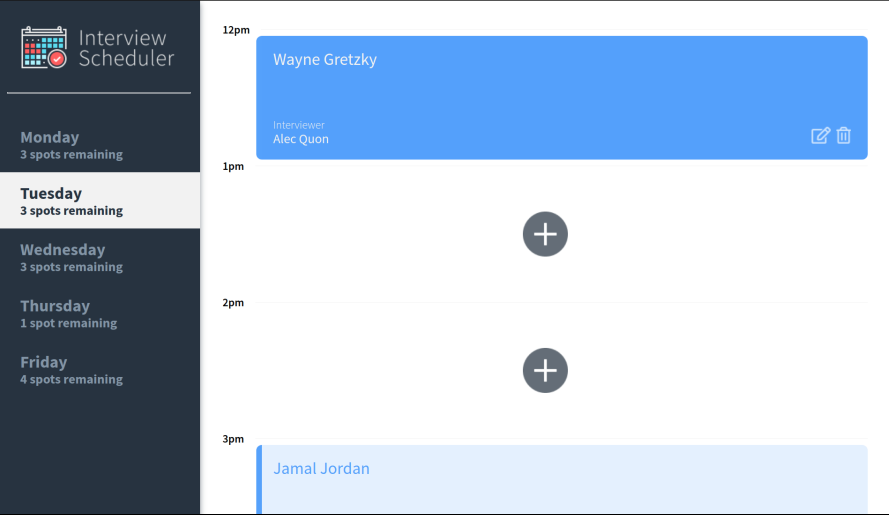 Interview
Scheduler
Monday
3 spots remaining
Tuesday
3 spots remaining
Wednesday
3 spots remaining
Thursday
1 spot remaining
Friday
4 spots remaining
12pm
Wayne Gretzky
Interviewer
Alec Quon
1pm
2pm
3pm
Jamal Jordan